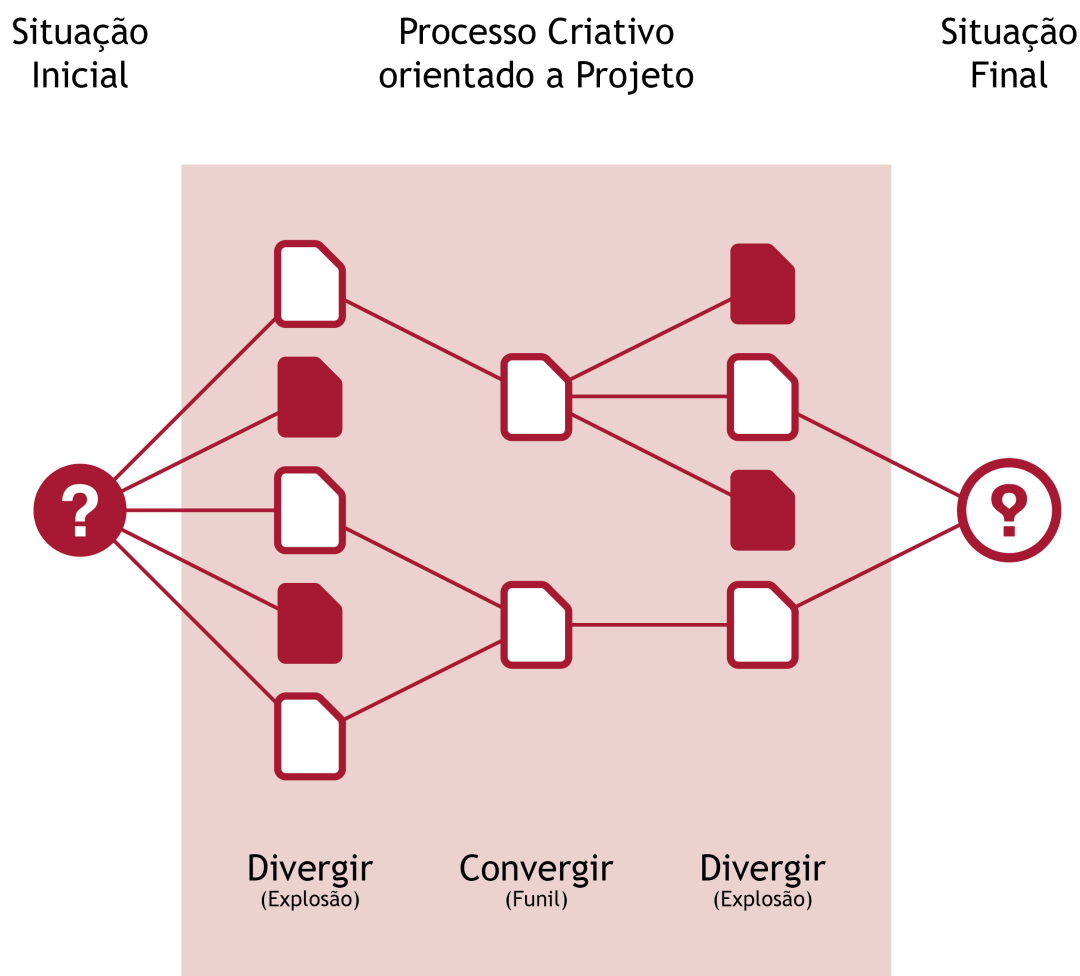 Situação
Inicial
Processo Criativo
orientado a Projeto
Situação
Final
?
?
Divergir
(Explosão)
Convergir
(Funil)
Divergir
(Explosão)